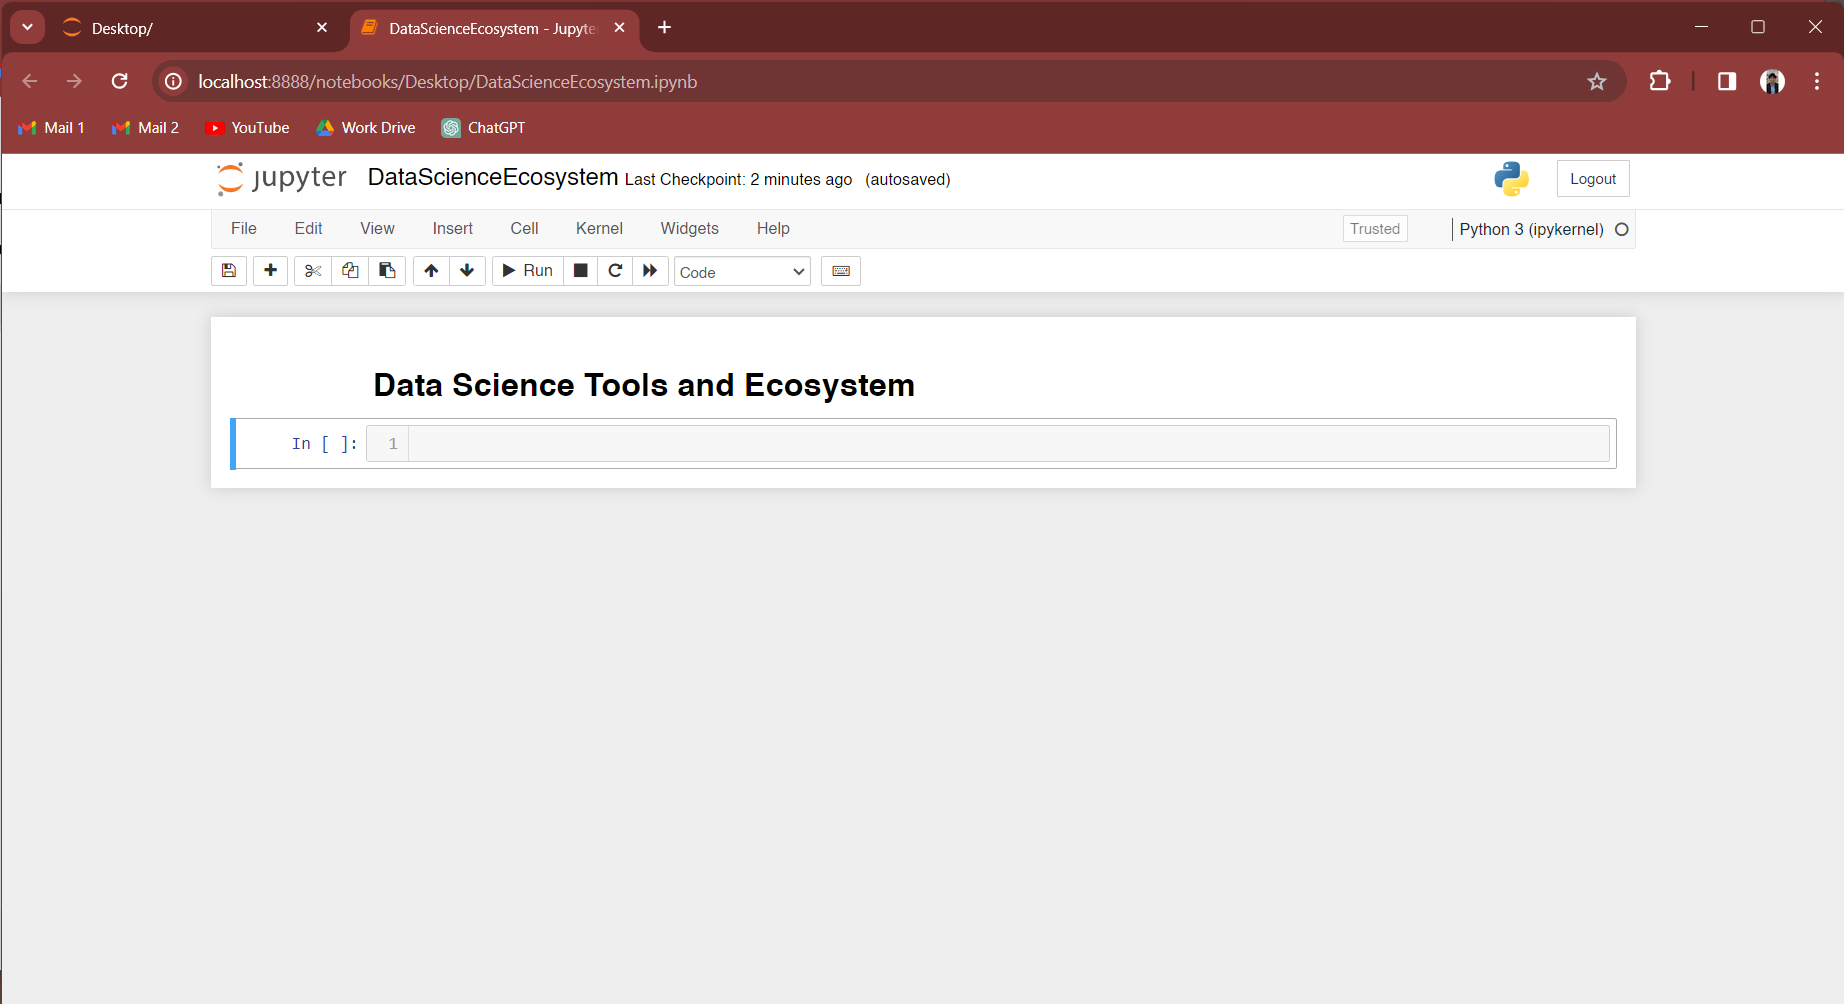 Desktop/
DataScienceEcosystem - Jupyte
localhost:8888/notebooks/Desktop/DataScienceEcosystem.ipynb
Mail 1 Mail 2 YouTube Work Drive ChatGPT
jupyter DataScienceEcosystem Last Checkpoint: 2 minutes ago (autosaved) Logout
File Edit View Insert Cell Kernel Widgets Help Trusted Python 3 (ipykernel)
Run Code
Data Science Tools and Ecosystem
In [ ]: 1